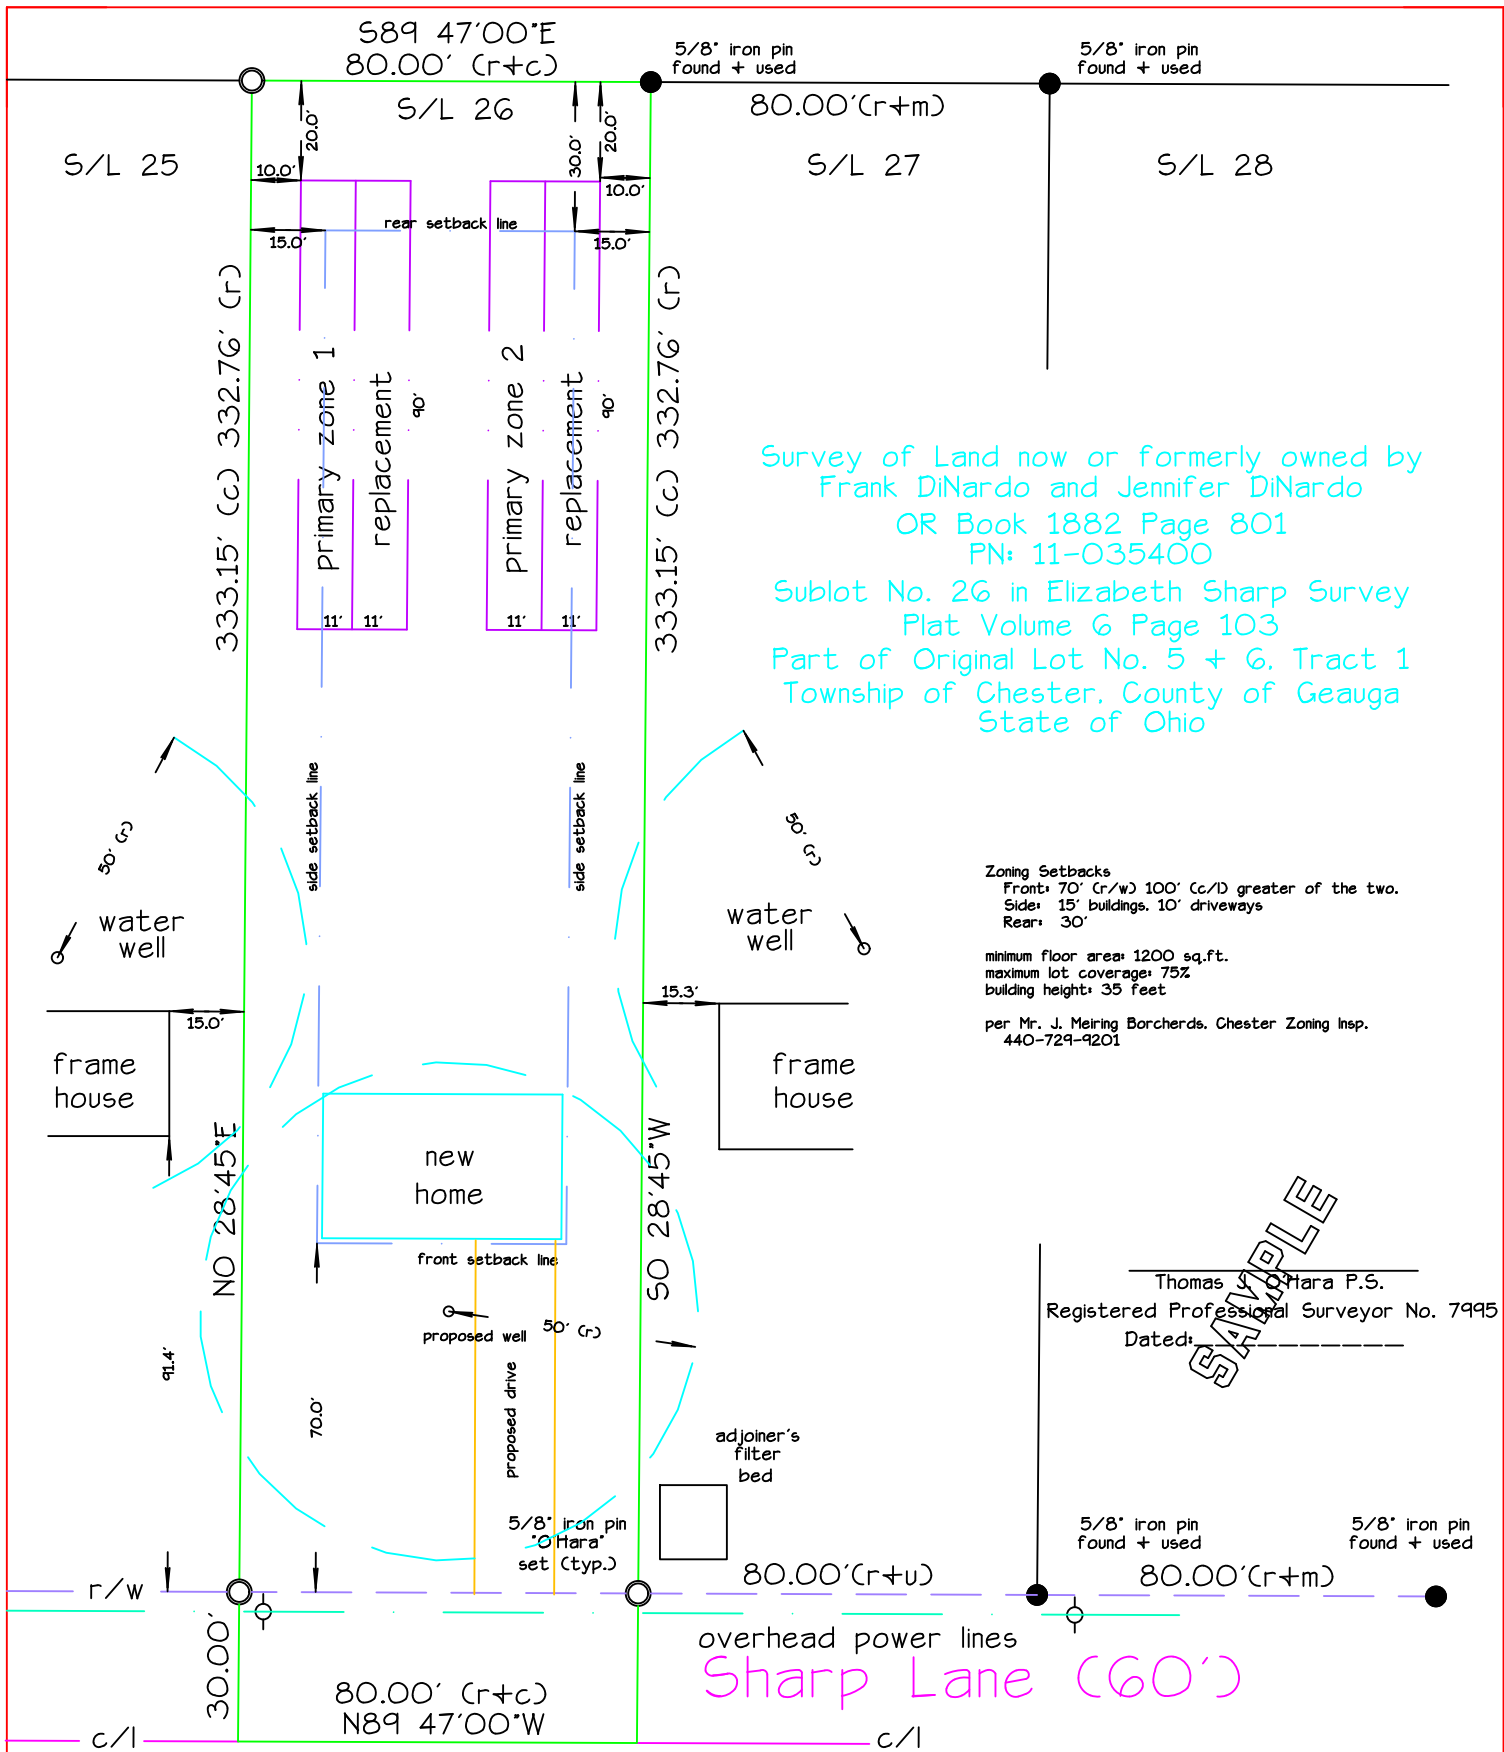 S89 47'00"E
80.00' (r+c)
5/8" iron pin
found + used
5/8" iron pin
found + used
S/L 26
80.00'(r+m)
20.0'
30.0'
20.0'
S/L 25
S/L 27
S/L 28
10.0'
10.0'
rear setback line
15.0'
15.0'
333.15' (c) 332.76' (r)
333.15' (c) 332.76' (r)
primary zone 1
replacement
90'
primary zone 2
replacement
90'
11'
11'
11'
11'
Survey of Land now or formerly owned by
Frank DiNardo and Jennifer DiNardo
OR Book 1882 Page 801
PN: 11-035400
Sublot No. 26 in Elizabeth Sharp Survey
Plat Volume 6 Page 103
Part of Original Lot No. 5 + 6, Tract 1
Township of Chester, County of Geauga
State of Ohio
side setback line
side setback line
50' (r)
50' (r)
water
well
water
well
Zoning Setbacks
Front: 70' (r/w) 100' (c/l) greater of the two.
Side: 15' buildings, 10' driveways
Rear: 30'
minimum floor area: 1200 sq.ft.
maximum lot coverage: 75%
building height: 35 feet
per Mr. J. Meiring Borcherds, Chester Zoning Insp.
440-729-9201
15.0'
15.3'
frame
house
frame
house
N0 28'45"E
S0 28'45"W
new
home
front setback line
proposed well
50' (r)
proposed drive
91.4'
70.0'
SAMPLE
Thomas J. O'Hara P.S.
Registered Professional Surveyor No. 7995
Dated:
adjoiner's
filter
bed
5/8" iron pin
"O'Hara"
set (typ.)
5/8" iron pin
found + used
5/8" iron pin
found + used
r/w
80.00'(r+u)
80.00'(r+m)
30.00'
overhead power lines
Sharp Lane (60')
80.00' (r+c)
N89 47'00"W
c/l
c/l